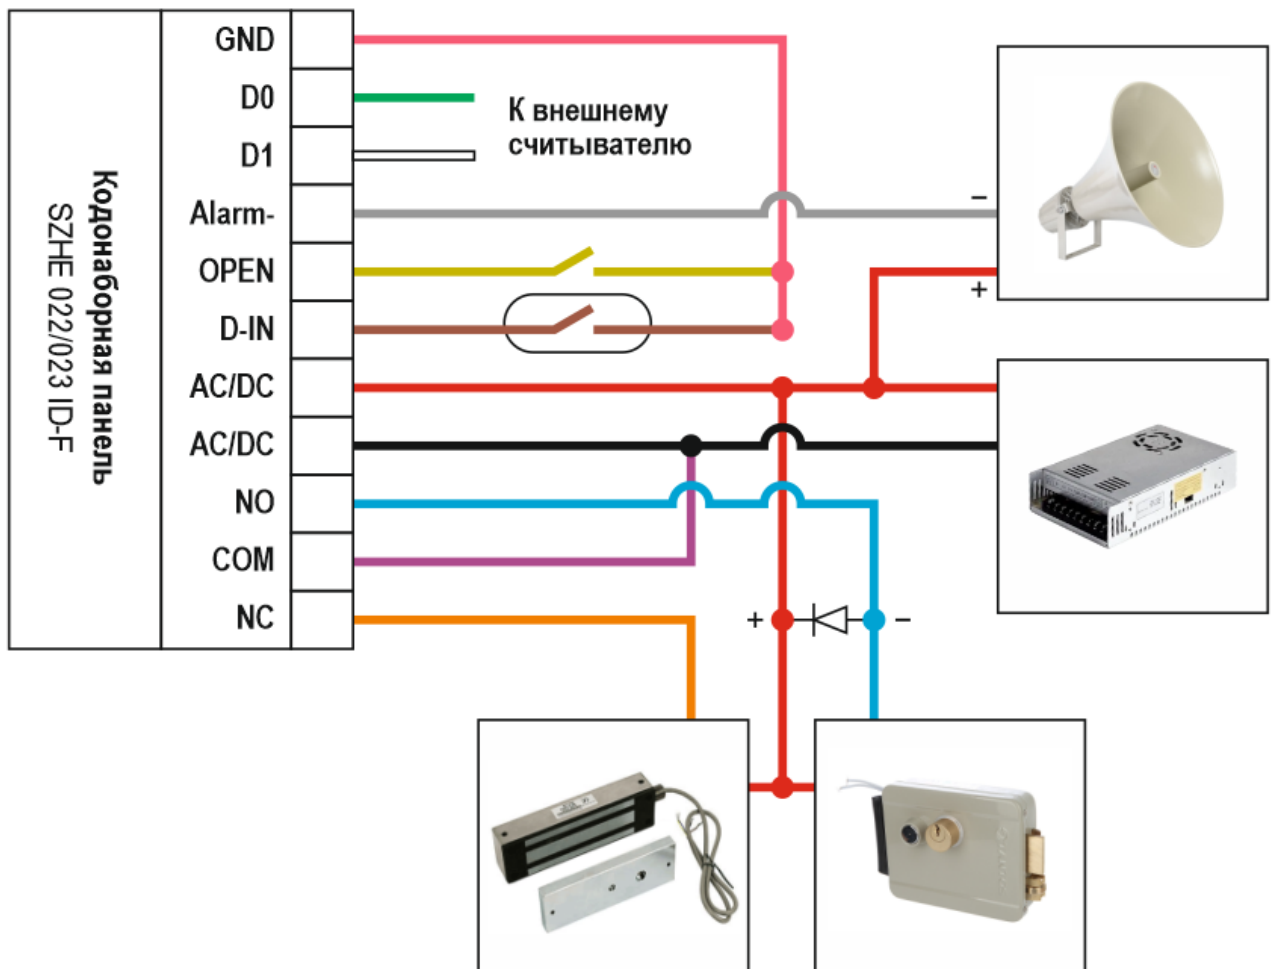 Кодонаборная панель
SZHE 022/023 ID-F
GND
D0
D1
Alarm-
OPEN
D-IN
AC/DC
AC/DC
NO
COM
NC
К внешнему
считывателю
–
+
+
–